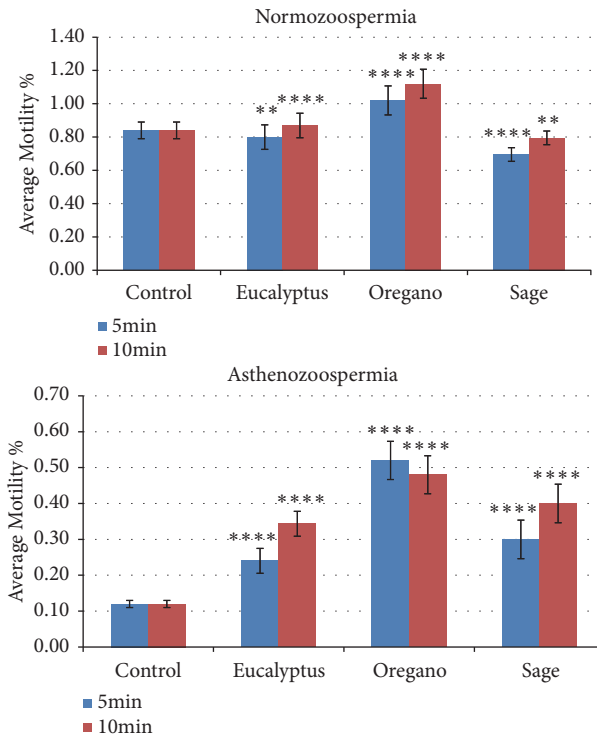 Normozoospermia
Average Motility %
1.40
1.20
1.00
0.80
0.60
0.40
0.20
0.00
** **** **** **** **** **
Control Eucalyptus Oregano Sage
5min
10min
Asthenozoospermia
Average Motility %
0.70
0.60
0.50
0.40
0.30
0.20
0.10
0.00
**** **** **** **** **** ****
Control Eucalyptus Oregano Sage
5min
10min